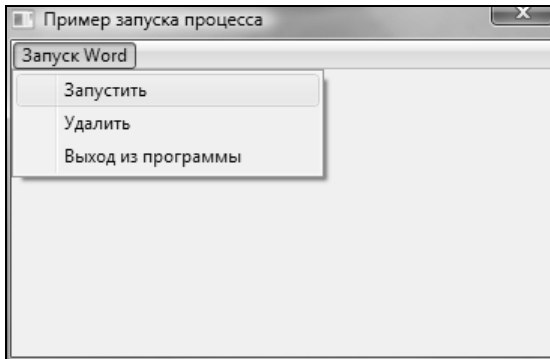 Пример запуска процесса
Запуск Word
Запустить
Удалить
Выход из программы